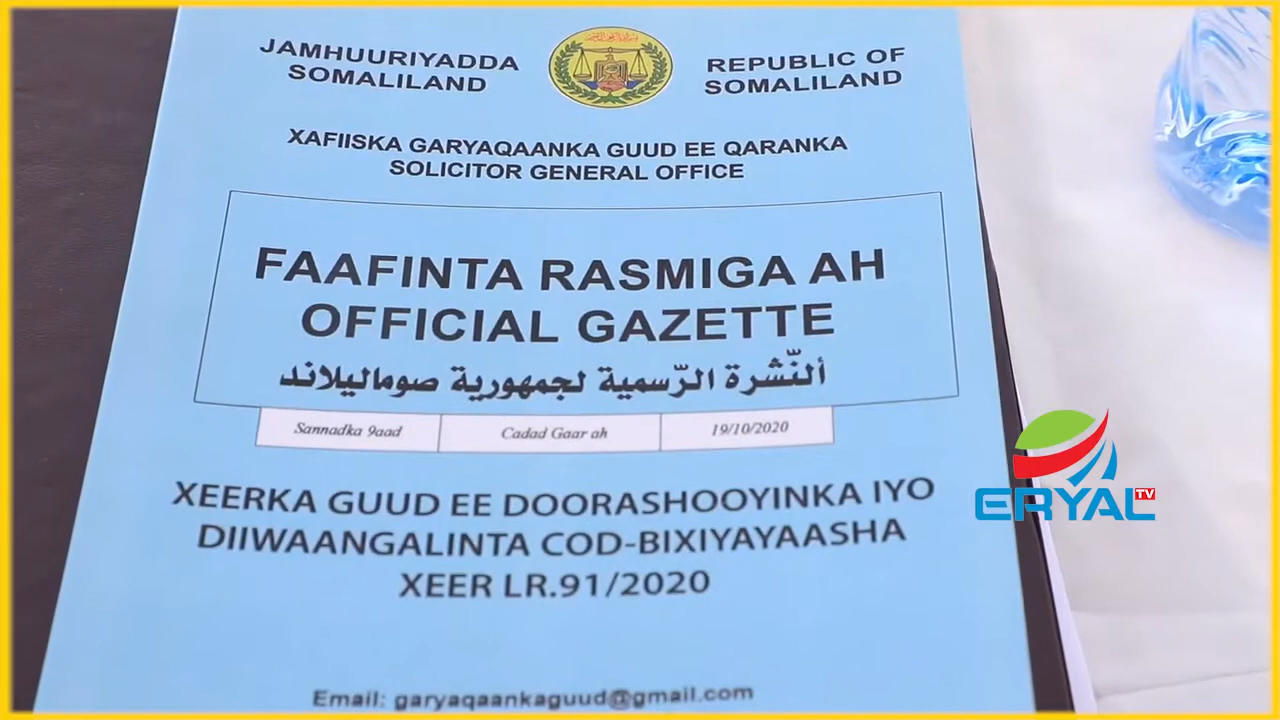 JAMHUURIYADDA
SOMALILAND
REPUBLIC OF
SOMALILAND
XAFIISKA GARYAQAANKA GUUD EE QARANKA
SOLICITOR GENERAL OFFICE
FAAFINTA RASMIGA AH
OFFICIAL GAZETTE
ألنّشرة الرّسمية لجمهورية صوماليلاند
Sannadka 9aad Cadad Gaar ah 19/10/2020
XEERKA GUUD EE DOORASHOOYINKA IYO
DIIWAANGALINTA COD-BIXIYAYAASHA
XEER LR.91/2020
Email: garyaqaankaguud@gmail.com
ERYAL TV